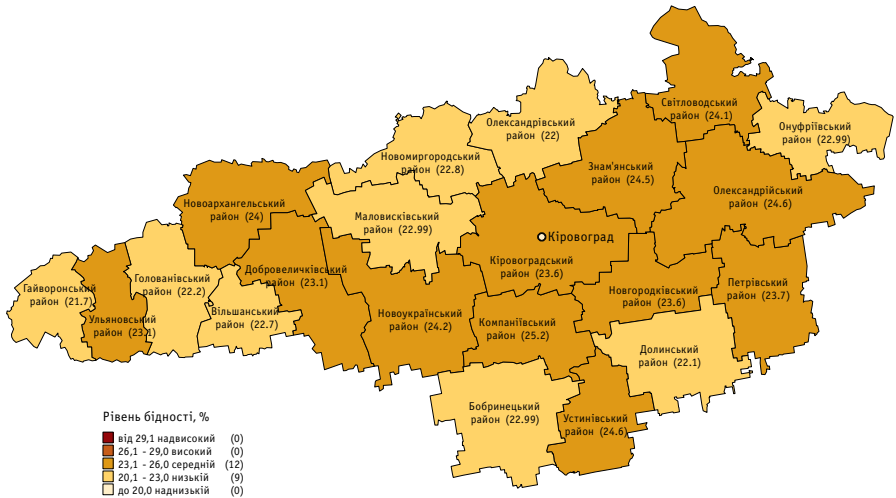 Світловодський
район (24.1)
Олександрівський
район (22)
Онуфріївський
район (22.99)
Новомиргородський
район (22.8)
Знам'янський
район (24.5)
Олександрійський
район (24.6)
Новоархангельський
район (24)
Маловисківський
район (22.99)
Кіровоград
Кіровоградський
район (23.6)
Добровеличківський
район (23.1)
Голованівський
район (22.2)
Гайворонський
район (21.7)
Ульяновський
район (23.1)
Вільшанський
район (22.7)
Новоукраїнський
район (24.2)
Компаніївський
район (25.2)
Новгородківський
район (23.6)
Петрівський
район (23.7)
Долинський
район (22.1)
Бобринецький
район (22.99)
Устинівський
район (24.6)
Рівень бідності, %
від 29,1 надвисокий (0)
26,1 - 29,0 високий (0)
23,1 - 26,0 середній (12)
20,1 - 23,0 низькій (9)
до 20,0 наднизькій (0)